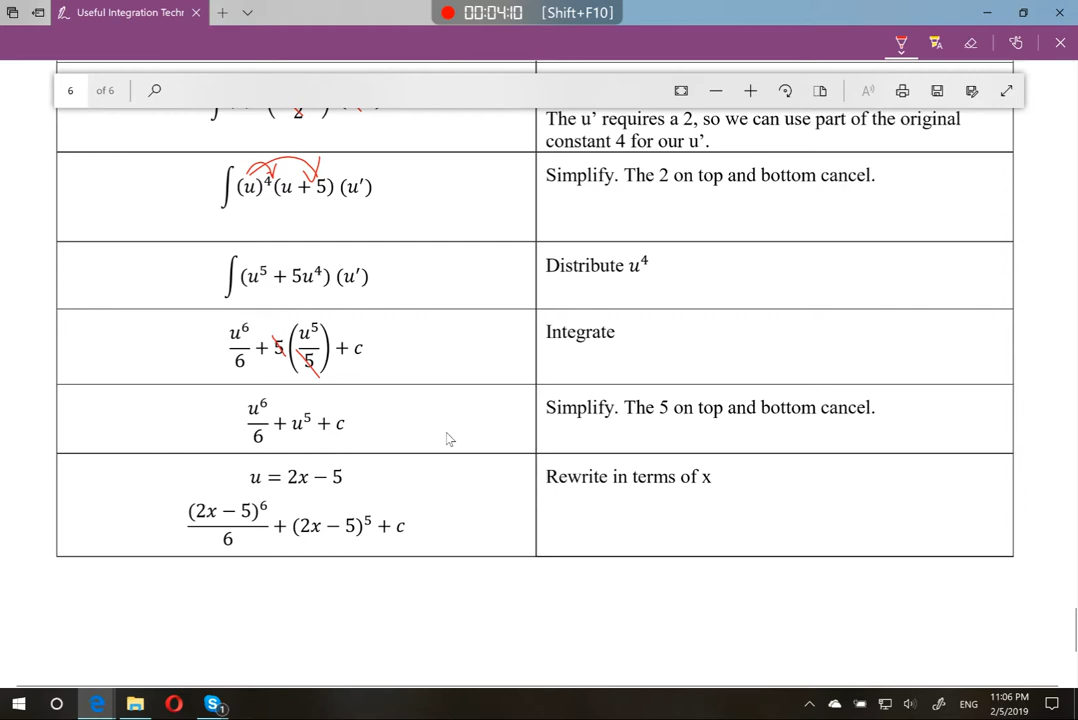 Useful Integration Techr
00:04:10 [Shift+F10]
6 of 6
The u’ requires a 2, so we can use part of the original
constant 4 for our u’.
∫(u)⁴(u + 5) (u′)
Simplify. The 2 on top and bottom cancel.
∫(u⁵ + 5u⁴) (u′)
Distribute u⁴
u⁶/6 + 5(u⁵/5) + c
Integrate
u⁶/6 + u⁵ + c
Simplify. The 5 on top and bottom cancel.
u = 2x − 5
Rewrite in terms of x
(2x − 5)⁶/6 + (2x − 5)⁵ + c
ENG
11:06 PM
2/5/2019